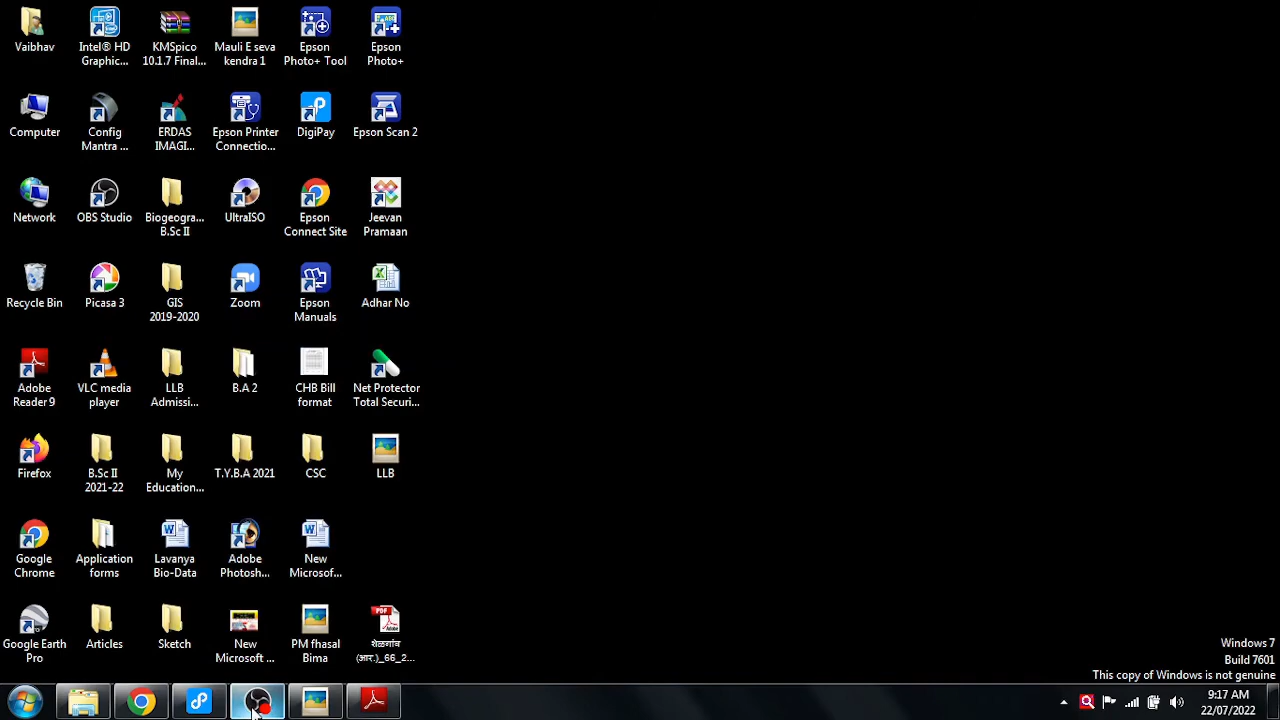 Vaibhav
Intel® HD
Graphic...
KMSpico
10.1.7 Final...
Mauli E seva
kendra 1
Epson
Photo+ Tool
Epson
Photo+
Computer
Config
Mantra ...
ERDAS
IMAGI...
Epson Printer
Connectio...
DigiPay
Epson Scan 2
Network
OBS Studio
Biogeogra...
B.Sc II
UltraISO
Epson
Connect Site
Jeevan
Pramaan
Recycle Bin
Picasa 3
GIS
2019-2020
Zoom
Epson
Manuals
Adhar No
Adobe
Reader 9
VLC media
player
LLB
Admissi...
B.A 2
CHB Bill
format
Net Protector
Total Securi...
Firefox
B.Sc II
2021-22
My
Education...
T.Y.B.A 2021
CSC
LLB
Google
Chrome
Application
forms
Lavanya
Bio-Data
Adobe
Photosh...
New
Microsof...
Google Earth
Pro
Articles
Sketch
New
Microsoft ...
PM fhasal
Bima
शेळगांव
(आर.)_66_2...
Windows 7
Build 7601
This copy of Windows is not genuine
9:17 AM
22/07/2022